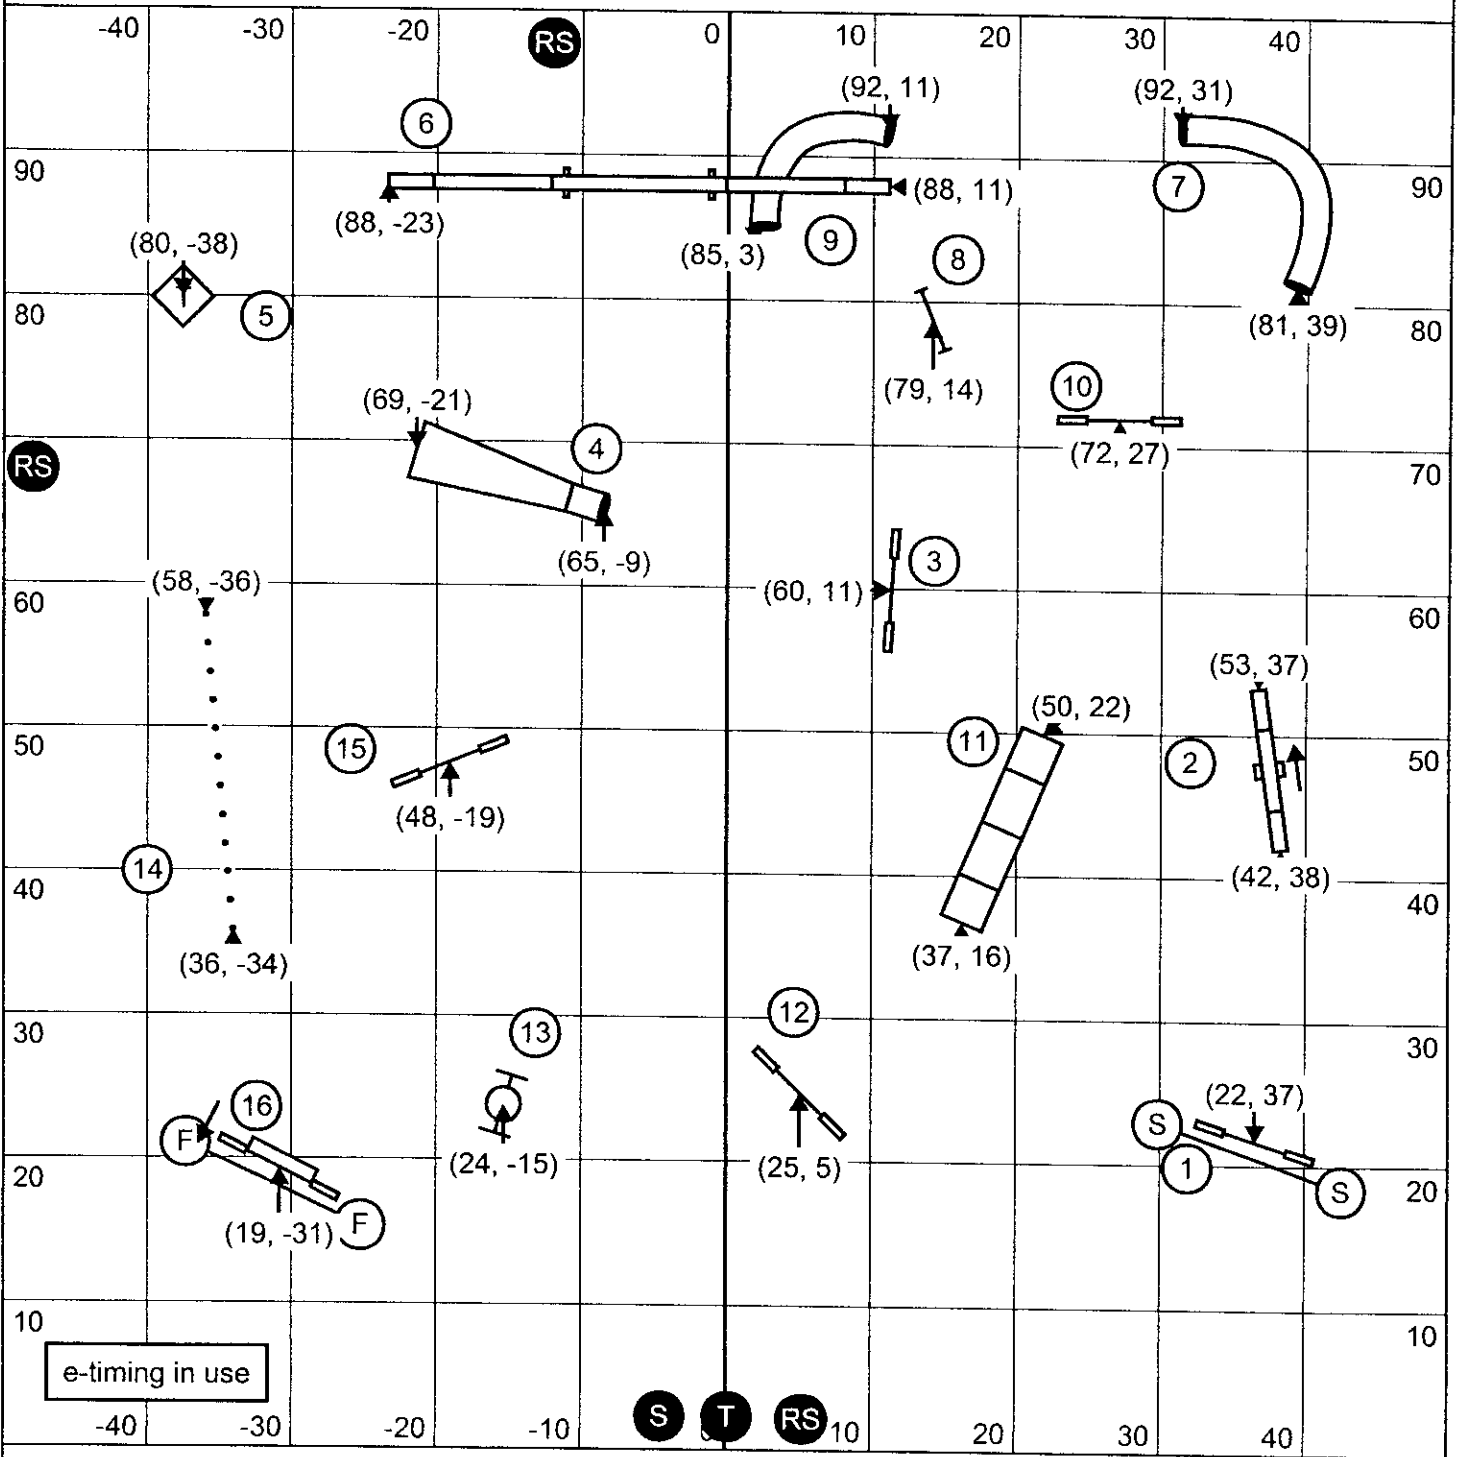 -40 -30 -20 RS 0 10 20 30 40
(92, 11) (92, 31)
6
90 (88, -23) (88, 11) 7 90
(80, -38) (85, 3) 9 8
80 5 (81, 39) 80
(79, 14) 10
(69, -21) 4 (72, 27)
RS 70
(65, -9) 3
(58, -36) (60, 11)
60 60
(53, 37)
50 15 11 (50, 22) 2 50
(48, -19)
14 (42, 38)
40 40
(36, -34) (37, 16)
30 13 12 30
16 (22, 37)
F S
20 (24, -15) (25, 5) 1 S 20
(19, -31) F
10 10
e-timing in use
-40 -30 -20 -10 S T RS 10 20 30 40